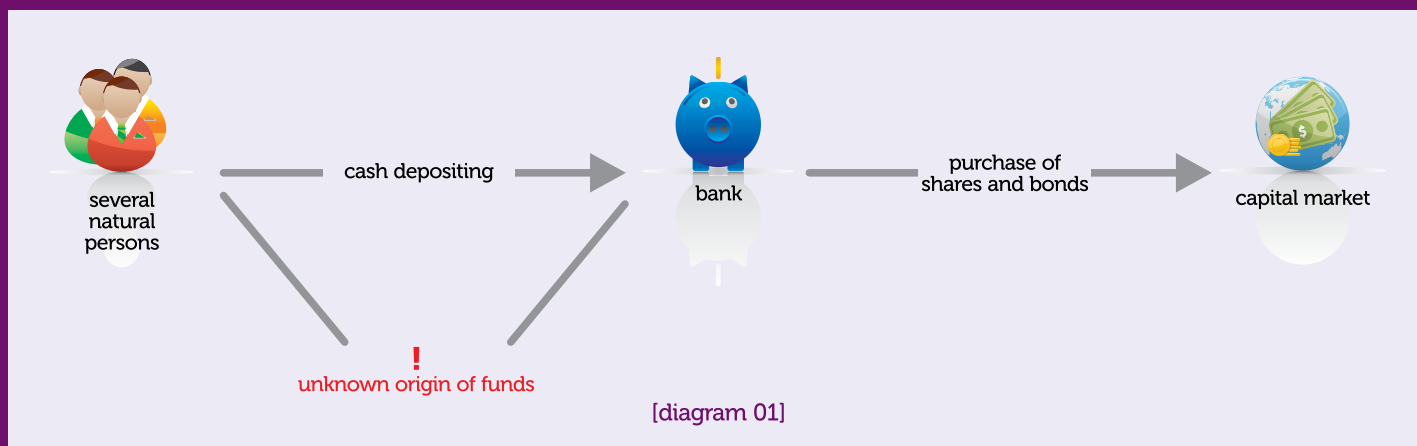 cash depositing
purchase of
shares and bonds
several
natural
persons
bank
capital market
$
!
unknown origin of funds
[diagram 01]